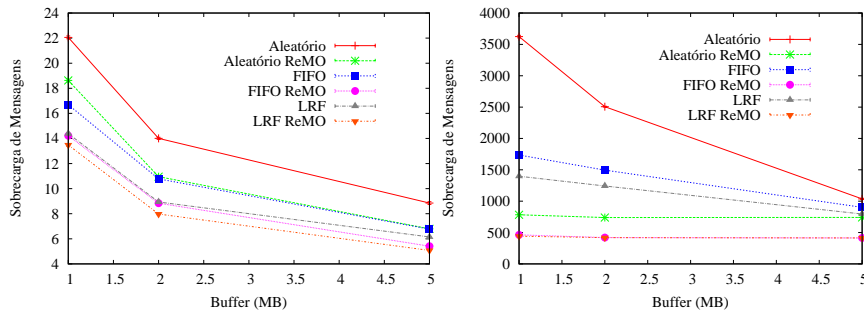 24
22
20
18
16
14
12
10
8
6
4
Sobrecarga de Mensagens
Aleatório
Aleatório ReMO
FIFO
FIFO ReMO
LRF
LRF ReMO
1 1.5 2 2.5 3 3.5 4 4.5 5
Buffer (MB)
4000
3500
3000
2500
2000
1500
1000
500
0
Sobrecarga de Mensagens
Aleatório
Aleatório ReMO
FIFO
FIFO ReMO
LRF
LRF ReMO
1 1.5 2 2.5 3 3.5 4 4.5 5
Buffer (MB)